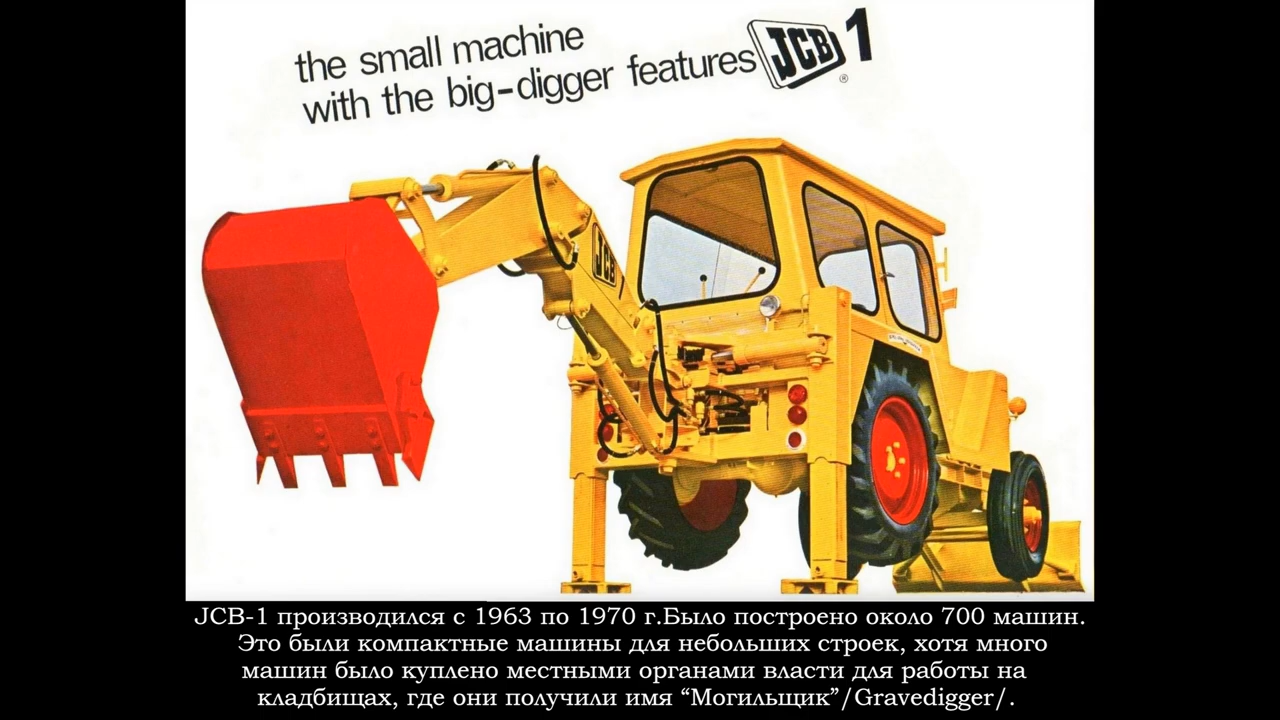 the small machine
with the big-digger features JCB 1
®
JCB
JCB-1 производился с 1963 по 1970 г.Было построено около 700 машин.
Это были компактные машины для небольших строек, хотя много
машин было куплено местными органами власти для работы на
кладбищах, где они получили имя “Могильщик”/Gravedigger/.